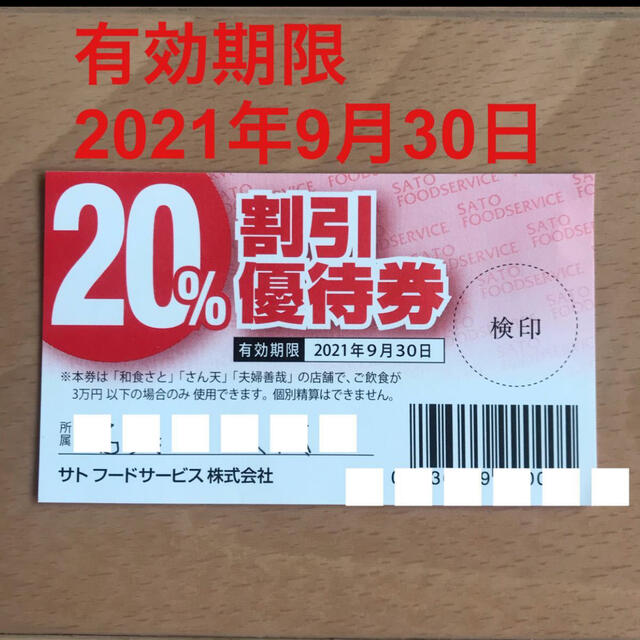 有効期限
2021年9月30日
SATO FOODSERVICE
20%
割引
優待券
検印
有効期限 2021年9月30日
※本券は「和食さと」「さん天」「夫婦善哉」の店舗で、ご飲食が
3万円以下の場合のみ使用できます。個別精算はできません。
所属
サト フードサービス 株式会社